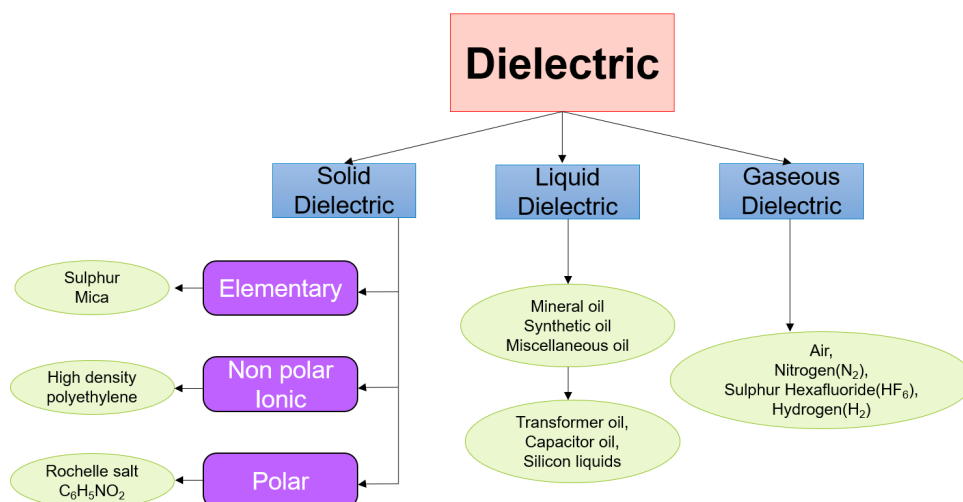 Dielectric
Solid
Dielectric
Liquid
Dielectric
Gaseous
Dielectric
Sulphur
Mica
Elementary
High density
polyethylene
Non polar
Ionic
Rochelle salt
C₆H₅NO₂
Polar
Mineral oil
Synthetic oil
Miscellaneous oil
Transformer oil,
Capacitor oil,
Silicon liquids
Air,
Nitrogen(N₂),
Sulphur Hexafluoride(HF₆),
Hydrogen(H₂)